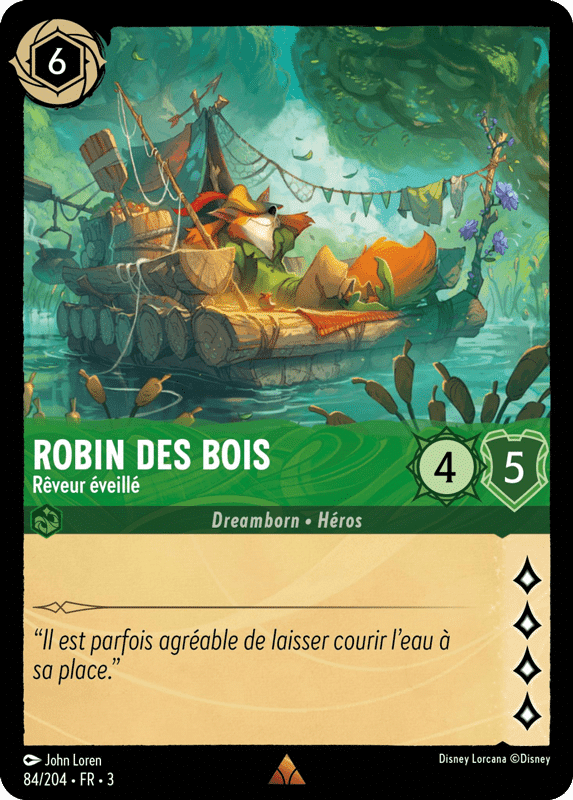 6
ROBIN DES BOIS
Rêveur éveillé
4
5
Dreamborn • Héros
“Il est parfois agréable de laisser courir l’eau à
sa place.”
John Loren
84/204 • FR • 3
Disney Lorcana ©Disney